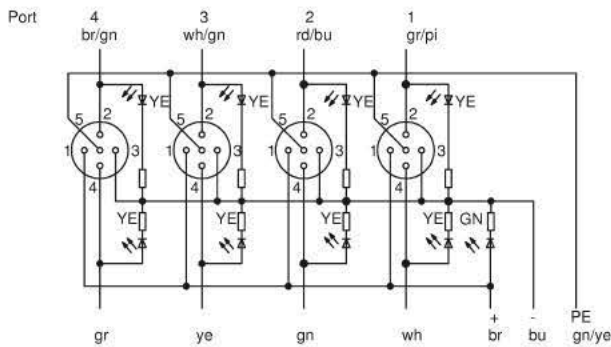 Port 4 3 2 1
br/gn wh/gn rd/bu gr/pi
YE YE YE YE
5 2 5 2 5 2 5 2
1 3 1 3 1 3 1 3
4 4 4 4
YE YE YE YE GN
+ - PE
gr ye gn wh br bu gn/ye